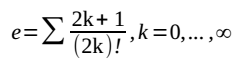 e=∑ (2k+1)/(2k)! , k=0,...,∞